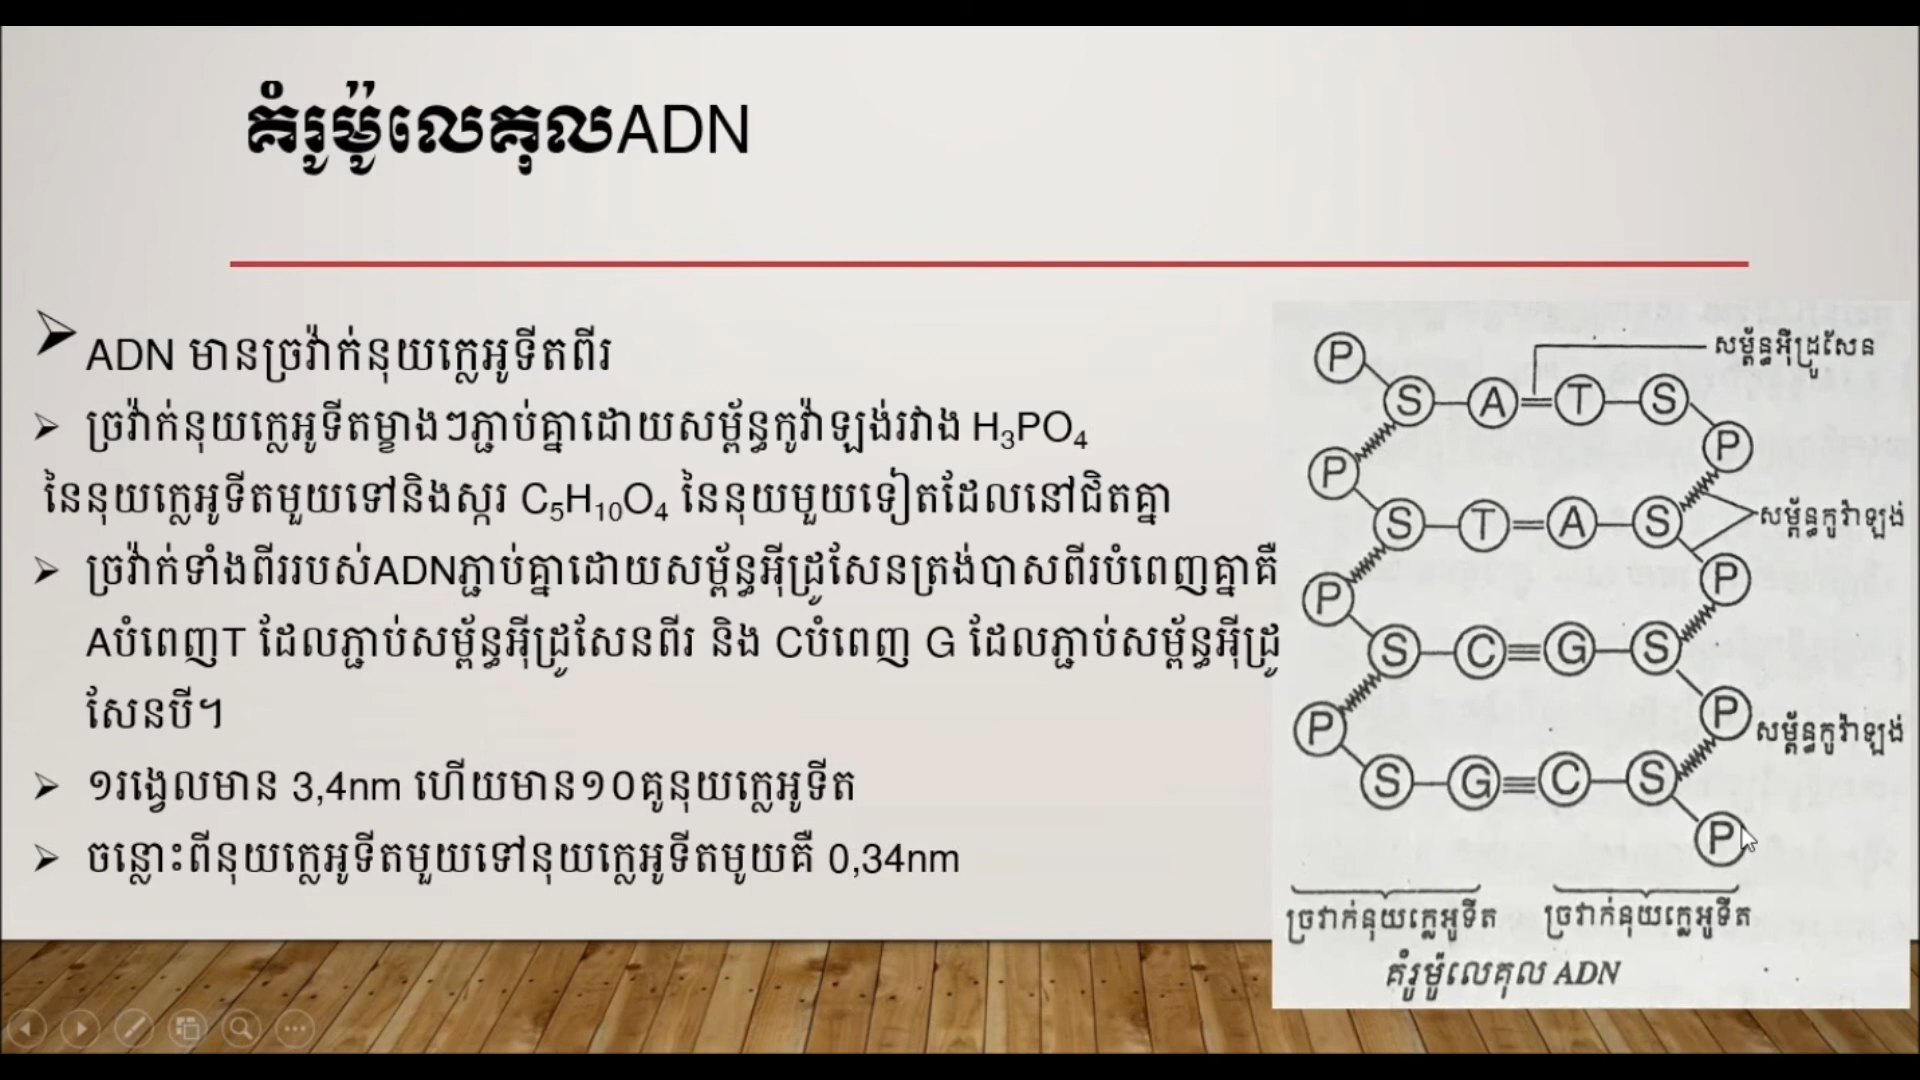 គំរូម៉ូលេគុលADN
ADN មានច្រវ៉ាក់នុយក្លេអូទីតពីរ
ច្រវ៉ាក់នុយក្លេអូទីតម្ខាងៗភ្ជាប់គ្នាដោយសម្ព័ន្ធកូវ៉ាឡង់រវាង H₃PO₄
នៃនុយក្លេអូទីតមួយទៅនិងស្ករ C₅H₁₀O₄ នៃនុយមួយទៀតដែលនៅជិតគ្នា
ច្រវ៉ាក់ទាំងពីររបស់ADNភ្ជាប់គ្នាដោយសម្ព័ន្ធអ៊ីដ្រូសែនត្រង់បាសពីរបំពេញគ្នាគឺ
AបំពេញT ដែលភ្ជាប់សម្ព័ន្ធអ៊ីដ្រូសែនពីរ និង Cបំពេញ G ដែលភ្ជាប់សម្ព័ន្ធអ៊ីដ្រូ
សែនបី។
១រង្វេលមាន 3,4nm ហើយមាន១០គូនុយក្លេអូទីត
ចន្លោះពីនុយក្លេអូទីតមួយទៅនុយក្លេអូទីតមួយគឺ 0,34nm
សម្ព័ន្ធអ៊ីដ្រូសែន
P
S A T S
P
P
S T A S
សម្ព័ន្ធកូវ៉ាឡង់
P
P
S C G S
P
P
សម្ព័ន្ធកូវ៉ាឡង់
S G C S
P
ច្រវាក់នុយក្លេអូទីត ច្រវាក់នុយក្លេអូទីត
គំរូម៉ូលេគុល ADN